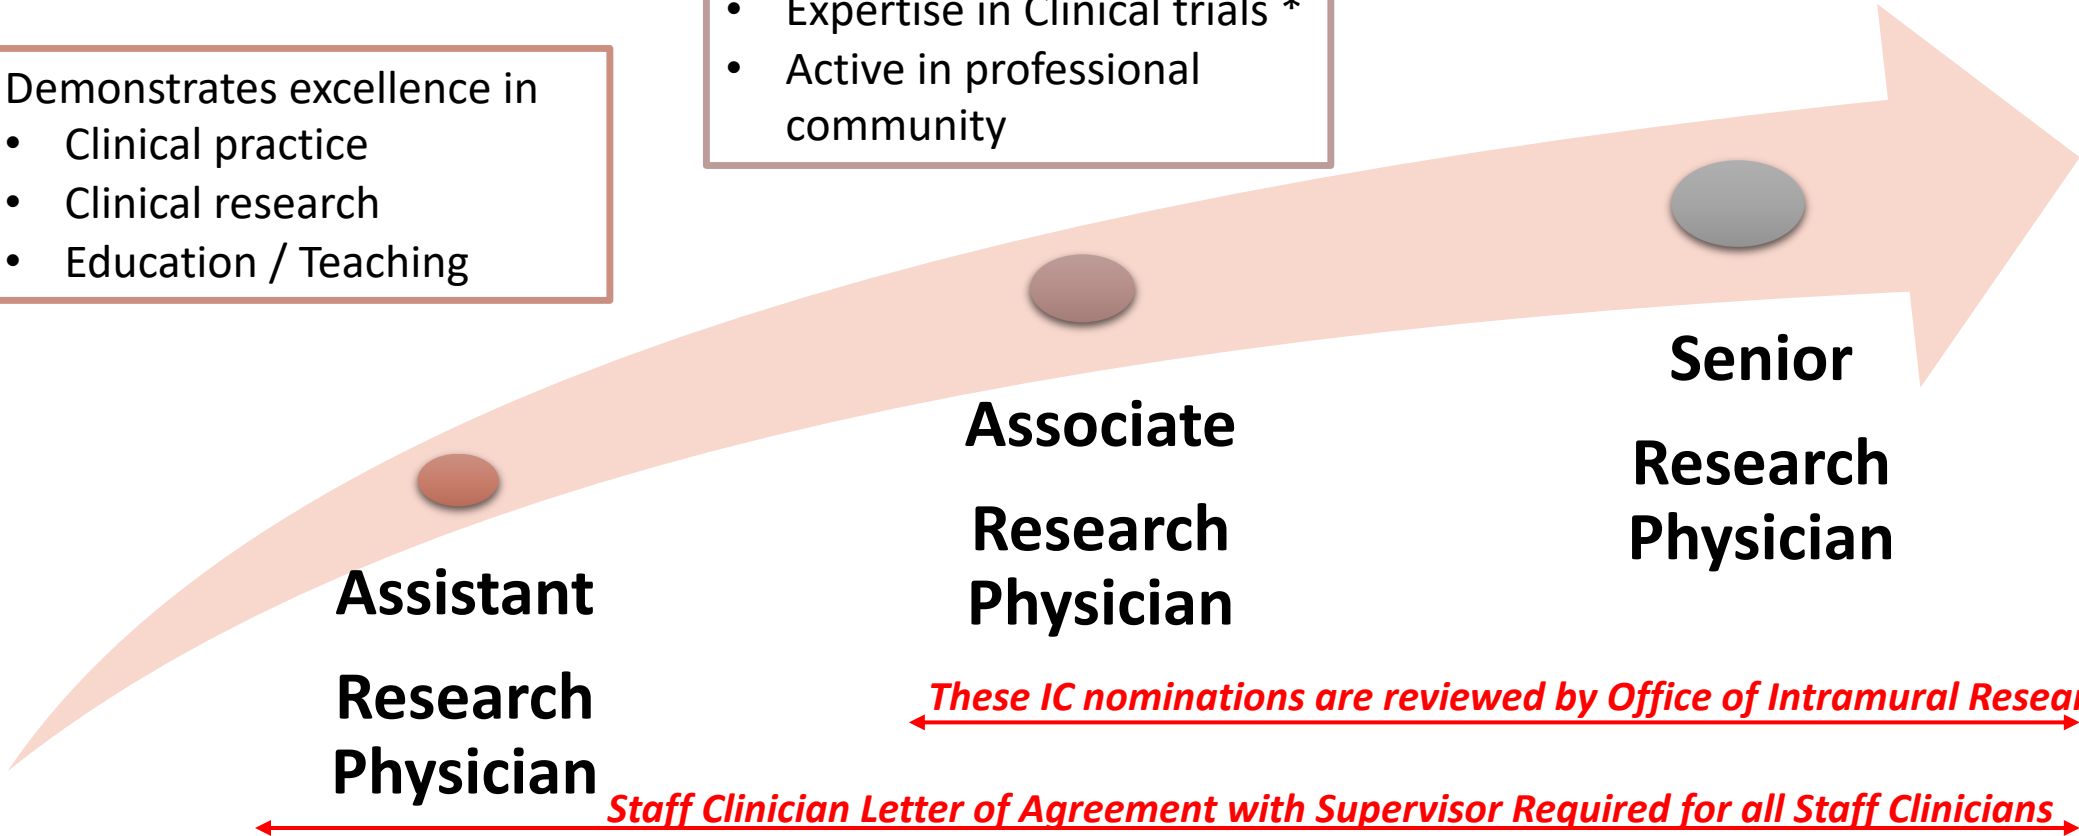 Demonstrates excellence in
• Clinical practice
• Clinical research
• Education / Teaching
• Expertise in Clinical trials *
• Active in professional
community
Assistant
Research
Physician
Associate
Research
Physician
Senior
Research
Physician
These IC nominations are reviewed by Office of Intramural
Staff Clinician Letter of Agreement with Supervisor Required for all Staff Clinicians